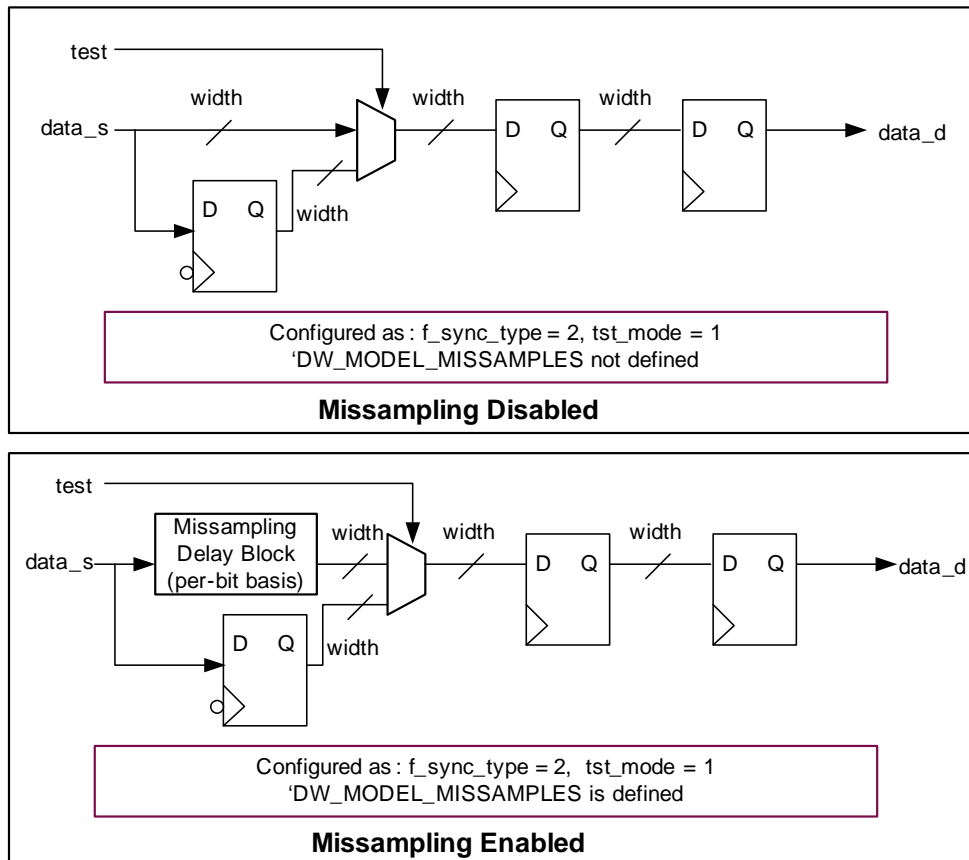 test
width
width
width
data_s
D Q
D Q
data_d
D Q
width
Configured as: f_sync_type = 2, tst_mode = 1
‘DW_MODEL_MISSAMPLES not defined
Missampling Disabled
test
Missampling
Delay Block
(per-bit basis)
width
width
width
data_s
D Q
D Q
data_d
D Q
width
Configured as: f_sync_type = 2, tst_mode = 1
‘DW_MODEL_MISSAMPLES is defined
Missampling Enabled